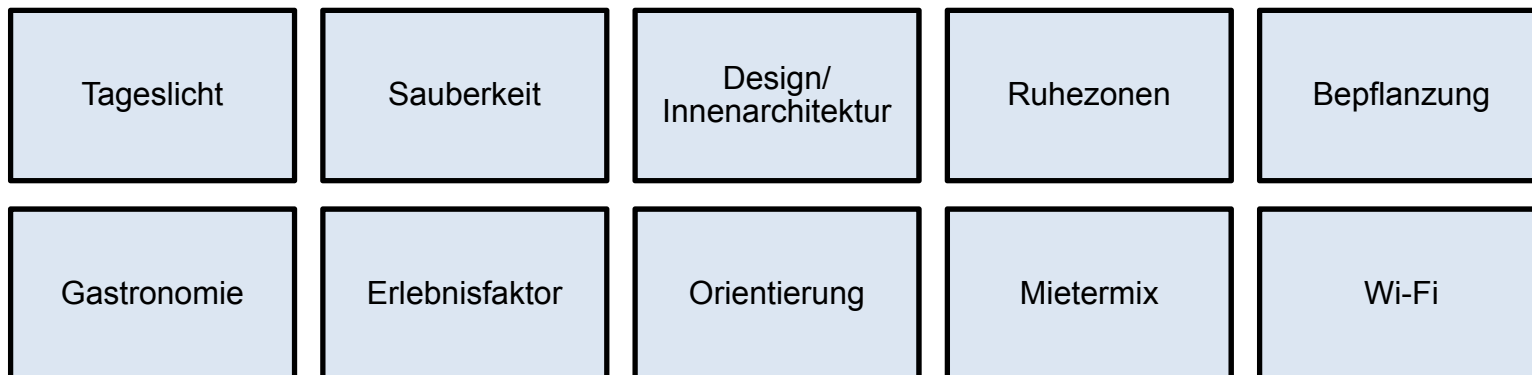 Tageslicht
Sauberkeit
Design/
Innenarchitektur
Ruhezonen
Bepflanzung
Gastronomie
Erlebnisfaktor
Orientierung
Mietermix
Wi-Fi